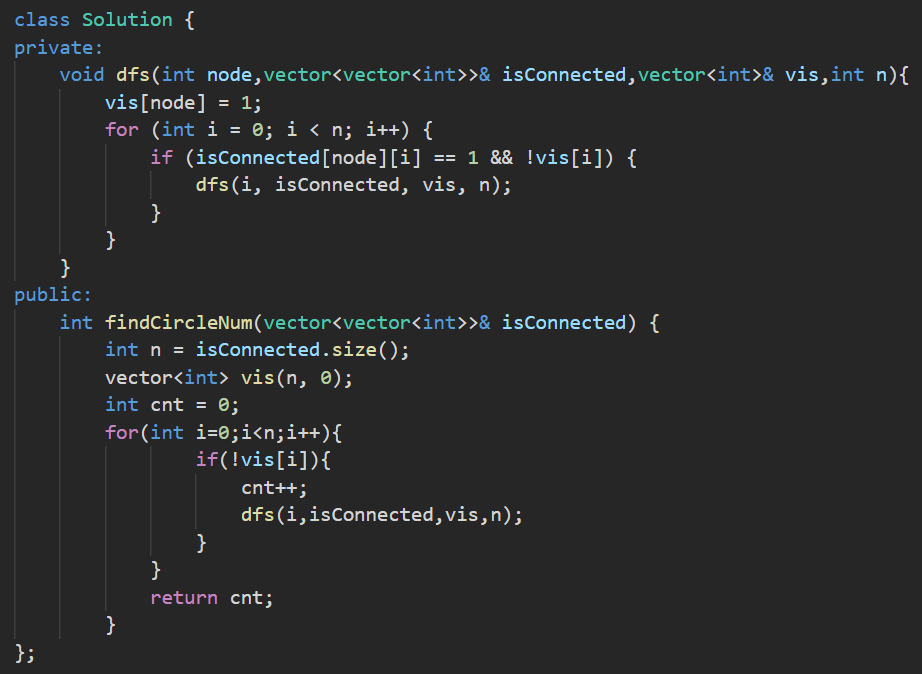 class Solution {
private:
    void dfs(int node,vector<vector<int>>& isConnected,vector<int>& vis,int n){
        vis[node] = 1;
        for (int i = 0; i < n; i++) {
            if (isConnected[node][i] == 1 && !vis[i]) {
                dfs(i, isConnected, vis, n);
            }
        }
    }
public:
    int findCircleNum(vector<vector<int>>& isConnected) {
        int n = isConnected.size();
        vector<int> vis(n, 0);
        int cnt = 0;
        for(int i=0;i<n;i++){
                if(!vis[i]){
                    cnt++;
                    dfs(i,isConnected,vis,n);
                }
            }
            return cnt;
        }
};